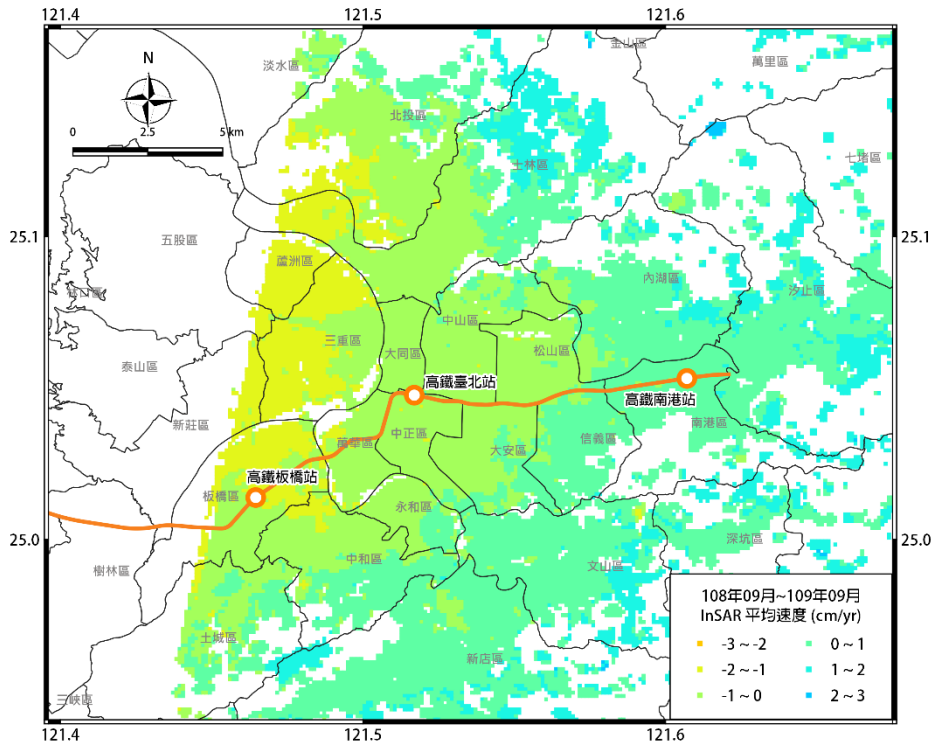 121.4
121.5
121.6
金山區
萬里區
淡水區
N
北投區
0
2.5
5 km
士林區
七堵區
25.1
25.1
五股區
蘆洲區
內湖區
汐止區
林口區
中山區
三重區
大同區
松山區
泰山區
高鐵臺北站
高鐵南港站
新莊區
南港區
中正區
萬華區
信義區
大安區
高鐵板橋站
板橋區
永和區
25.0
25.0
深坑區
中和區
樹林區
文山區
108年09月~109年09月
InSAR 平均速度 (cm/yr)
-3 ~ -2
0 ~ 1
-2 ~ -1
1 ~ 2
-1 ~ 0
2 ~ 3
土城區
新店區
三峽區
121.4
121.5
121.6